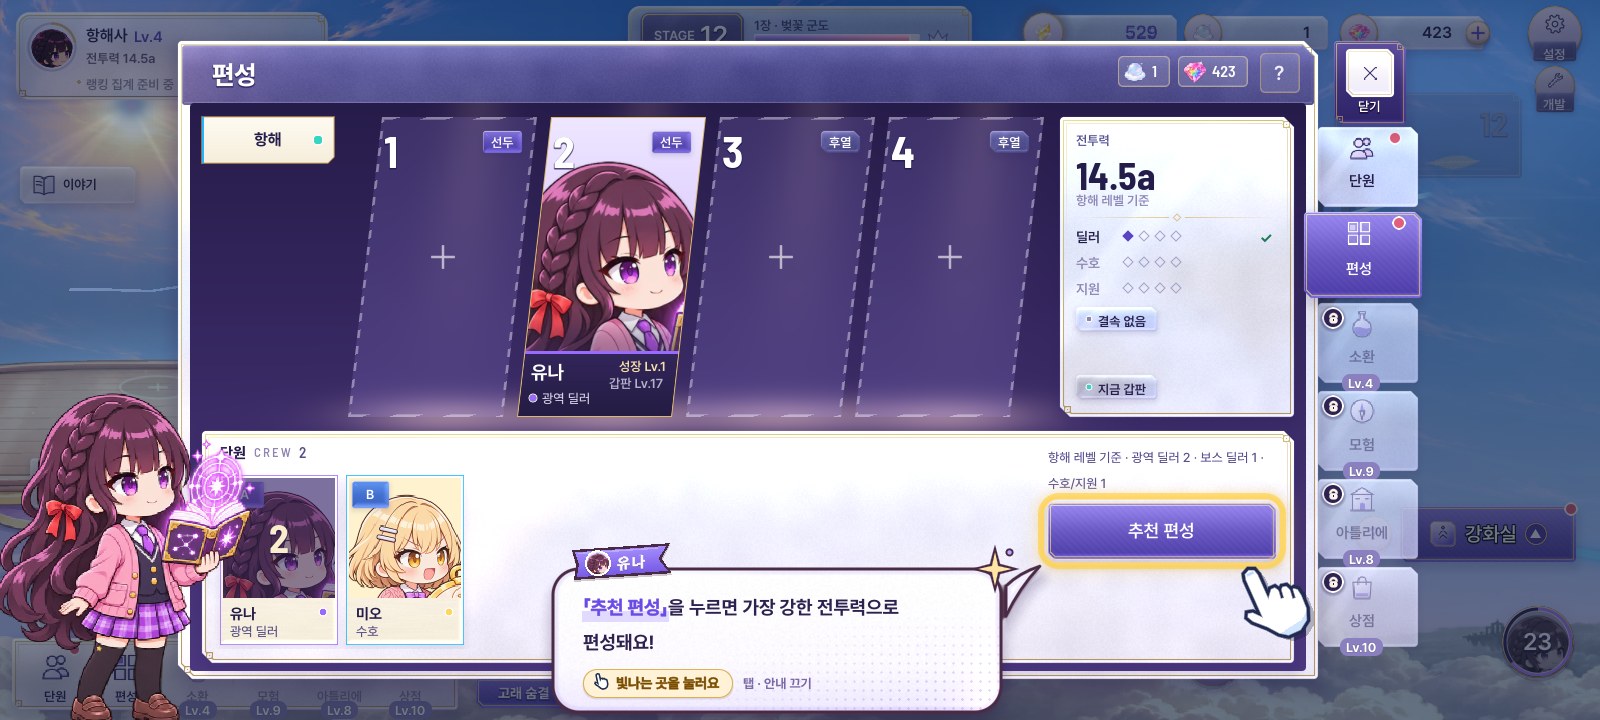 항해사 Lv.4
전투력 14.5a
* 랭킹 집계 준비 중
STAGE 12
1장 · 벚꽃 군도
529
1
423
설정
개발
편성
1
423
?
닫기
항해
1
선두
2
선두
3
후열
4
후열
유나
성장 Lv.1
갑판 Lv.17
광역 딜러
전투력
14.5a
항해 레벨 기준
딜러
수호
지원
결속 없음
지금 갑판
이야기
12
단원
편성
소환
Lv.4
모험
Lv.9
아틀리에
Lv.8
상점
Lv.10
강화실
23
단원 CREW 2
항해 레벨 기준 · 광역 딜러 2 · 보스 딜러 1 ·
수호/지원 1
추천 편성
A
2
유나
광역 딜러
B
미오
수호
유나
「추천 편성」을 누르면 가장 강한 전투력으로
편성돼요!
빛나는 곳을 눌러요
탭 · 안내 끄기
단원
편성
소환
Lv.4
모험
Lv.9
아틀리에
Lv.8
상점
Lv.10
고래 숨결